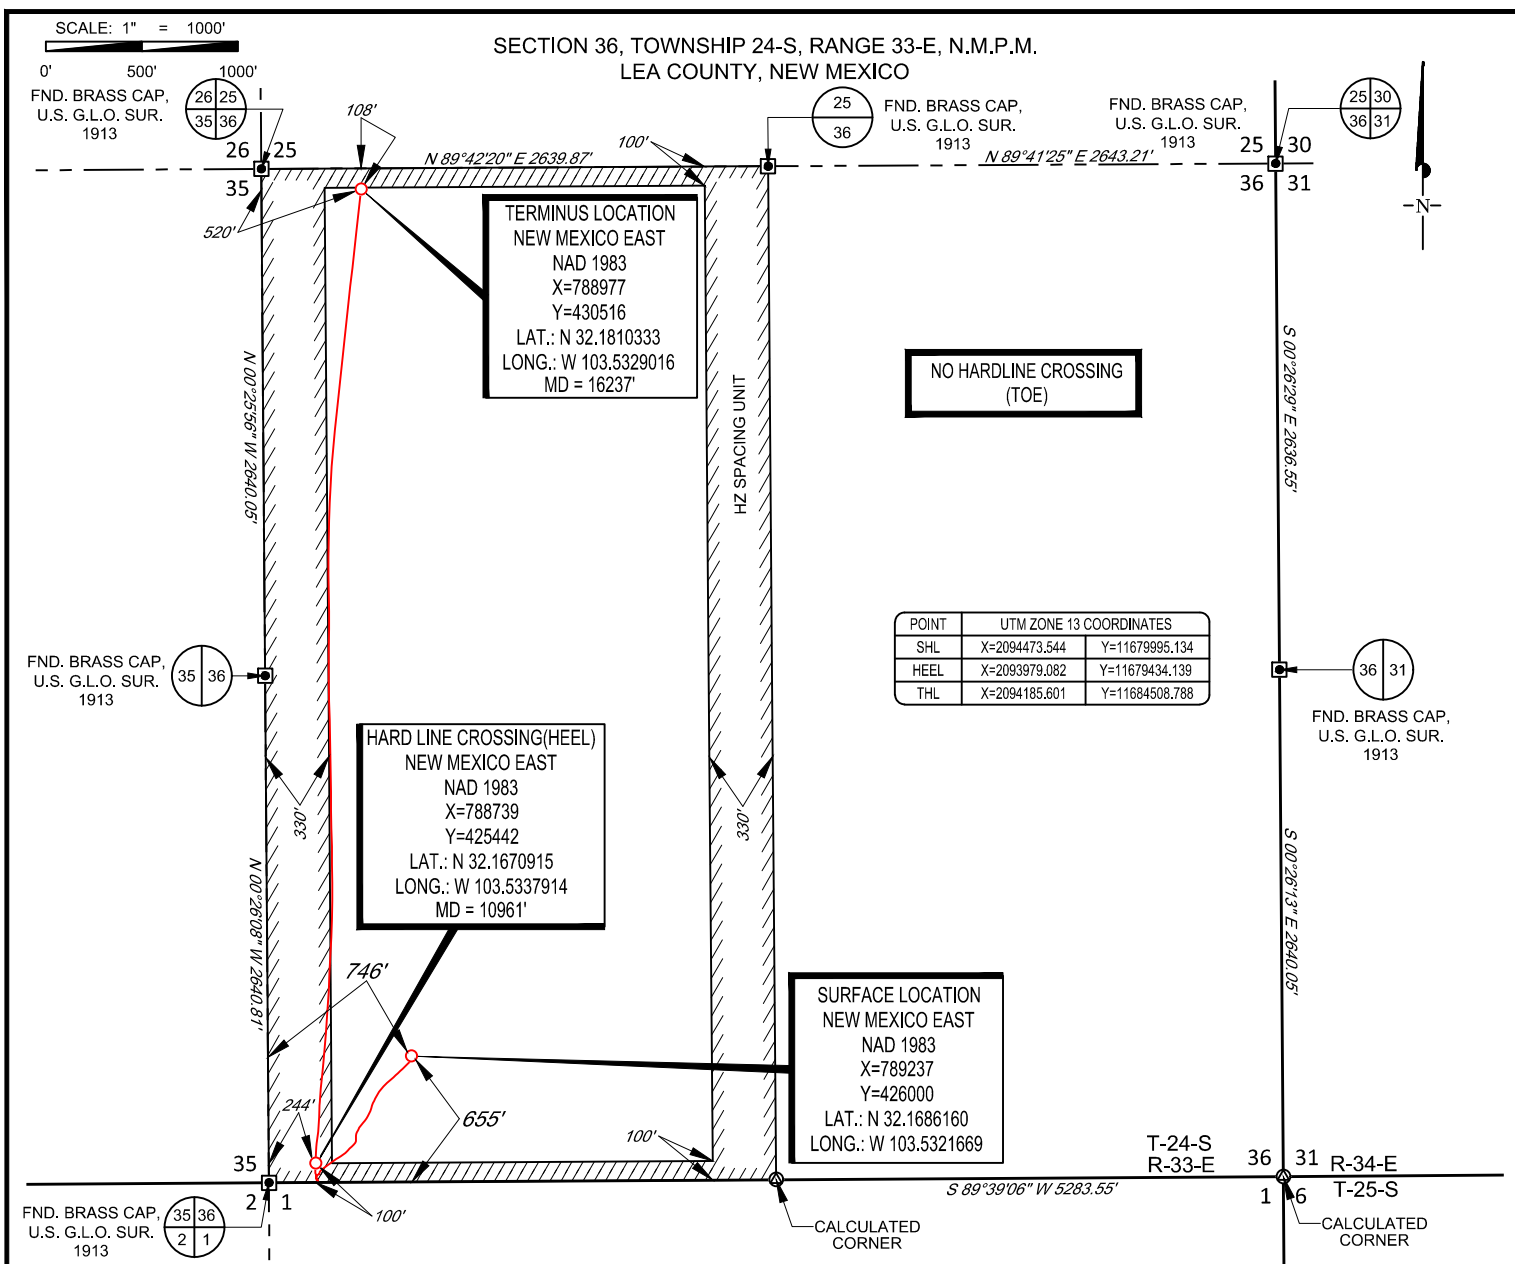 SCALE: 1" = 1000'
0' 500' 1000'
SECTION 36, TOWNSHIP 24-S, RANGE 33-E, N.M.P.M.
LEA COUNTY, NEW MEXICO
FND. BRASS CAP,
U.S. G.L.O. SUR.
1913
26 25
35 36
26 25
35
108'
520'
N 89°42'20" E 2639.87'
100'
25
36
FND. BRASS CAP,
U.S. G.L.O. SUR.
1913
N 89°41'25" E 2643.21'
FND. BRASS CAP,
U.S. G.L.O. SUR.
1913
25 30
36 31
25 30
36 31
N
TERMINUS LOCATION
NEW MEXICO EAST
NAD 1983
X=788977
Y=430516
LAT.: N 32.1810333
LONG.: W 103.5329016
MD = 16237'
NO HARDLINE CROSSING
(TOE)
N 00°25'56" W 2640.05'
HZ SPACING UNIT
S 00°26'29" E 2636.55'
POINT UTM ZONE 13 COORDINATES
SHL X=2094473.544 Y=11679995.134
HEEL X=2093979.082 Y=11679434.139
THL X=2094185.601 Y=11684508.788
FND. BRASS CAP,
U.S. G.L.O. SUR.
1913
35 36
36 31
FND. BRASS CAP,
U.S. G.L.O. SUR.
1913
HARD LINE CROSSING(HEEL)
NEW MEXICO EAST
NAD 1983
X=788739
Y=425442
LAT.: N 32.1670915
LONG.: W 103.5337914
MD = 10961'
330'
330'
N 00°26'08" W 2640.81'
S 00°26'13" E 2640.05'
746'
655'
244'
100'
100'
SURFACE LOCATION
NEW MEXICO EAST
NAD 1983
X=789237
Y=426000
LAT.: N 32.1686160
LONG.: W 103.5321669
35
2 1
T-24-S
R-33-E
36 31
1 6
R-34-E
T-25-S
S 89°39'06" W 5283.55'
FND. BRASS CAP,
U.S. G.L.O. SUR.
1913
35 36
2 1
CALCULATED
CORNER
CALCULATED
CORNER